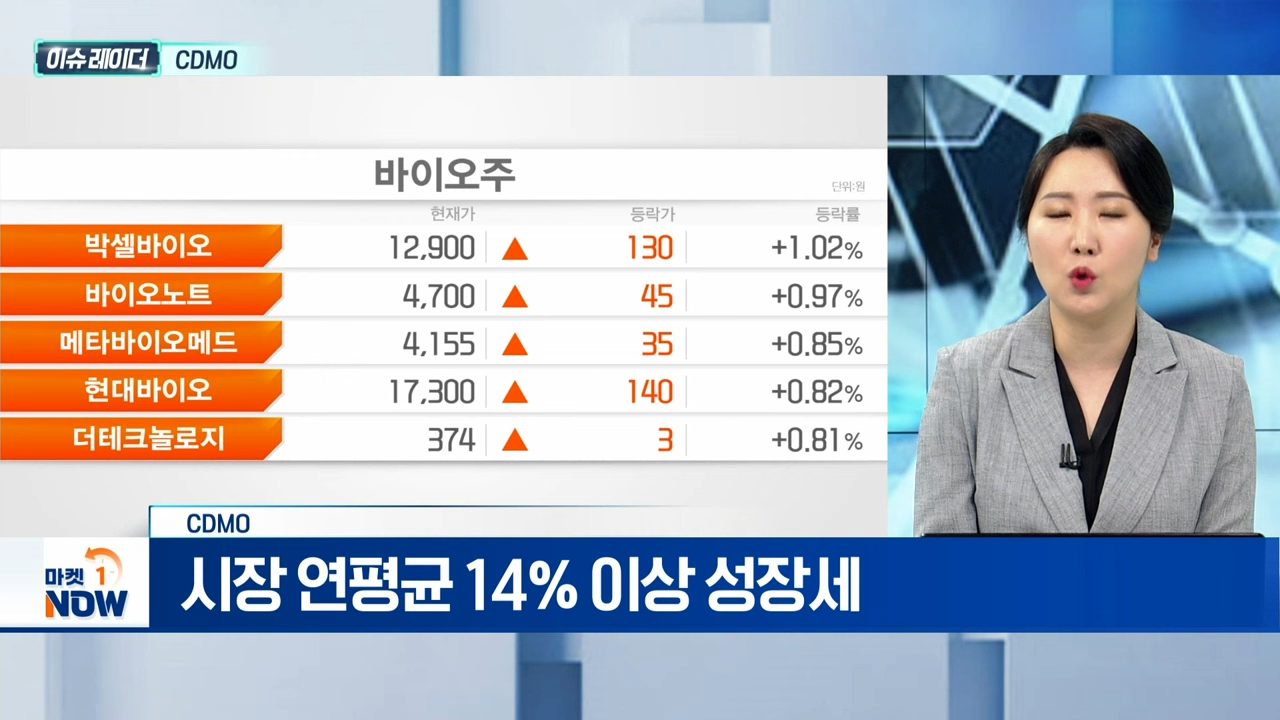 이슈 레이더 CDMO
바이오주
단위:원
현재가 등락가 등락률
박셀바이오 12,900 ▲ 130 +1.02%
바이오노트 4,700 ▲ 45 +0.97%
메타바이오메드 4,155 ▲ 35 +0.85%
현대바이오 17,300 ▲ 140 +0.82%
더테크놀로지 374 ▲ 3 +0.81%
CDMO
마켓 1 NOW
시장 연평균 14% 이상 성장세